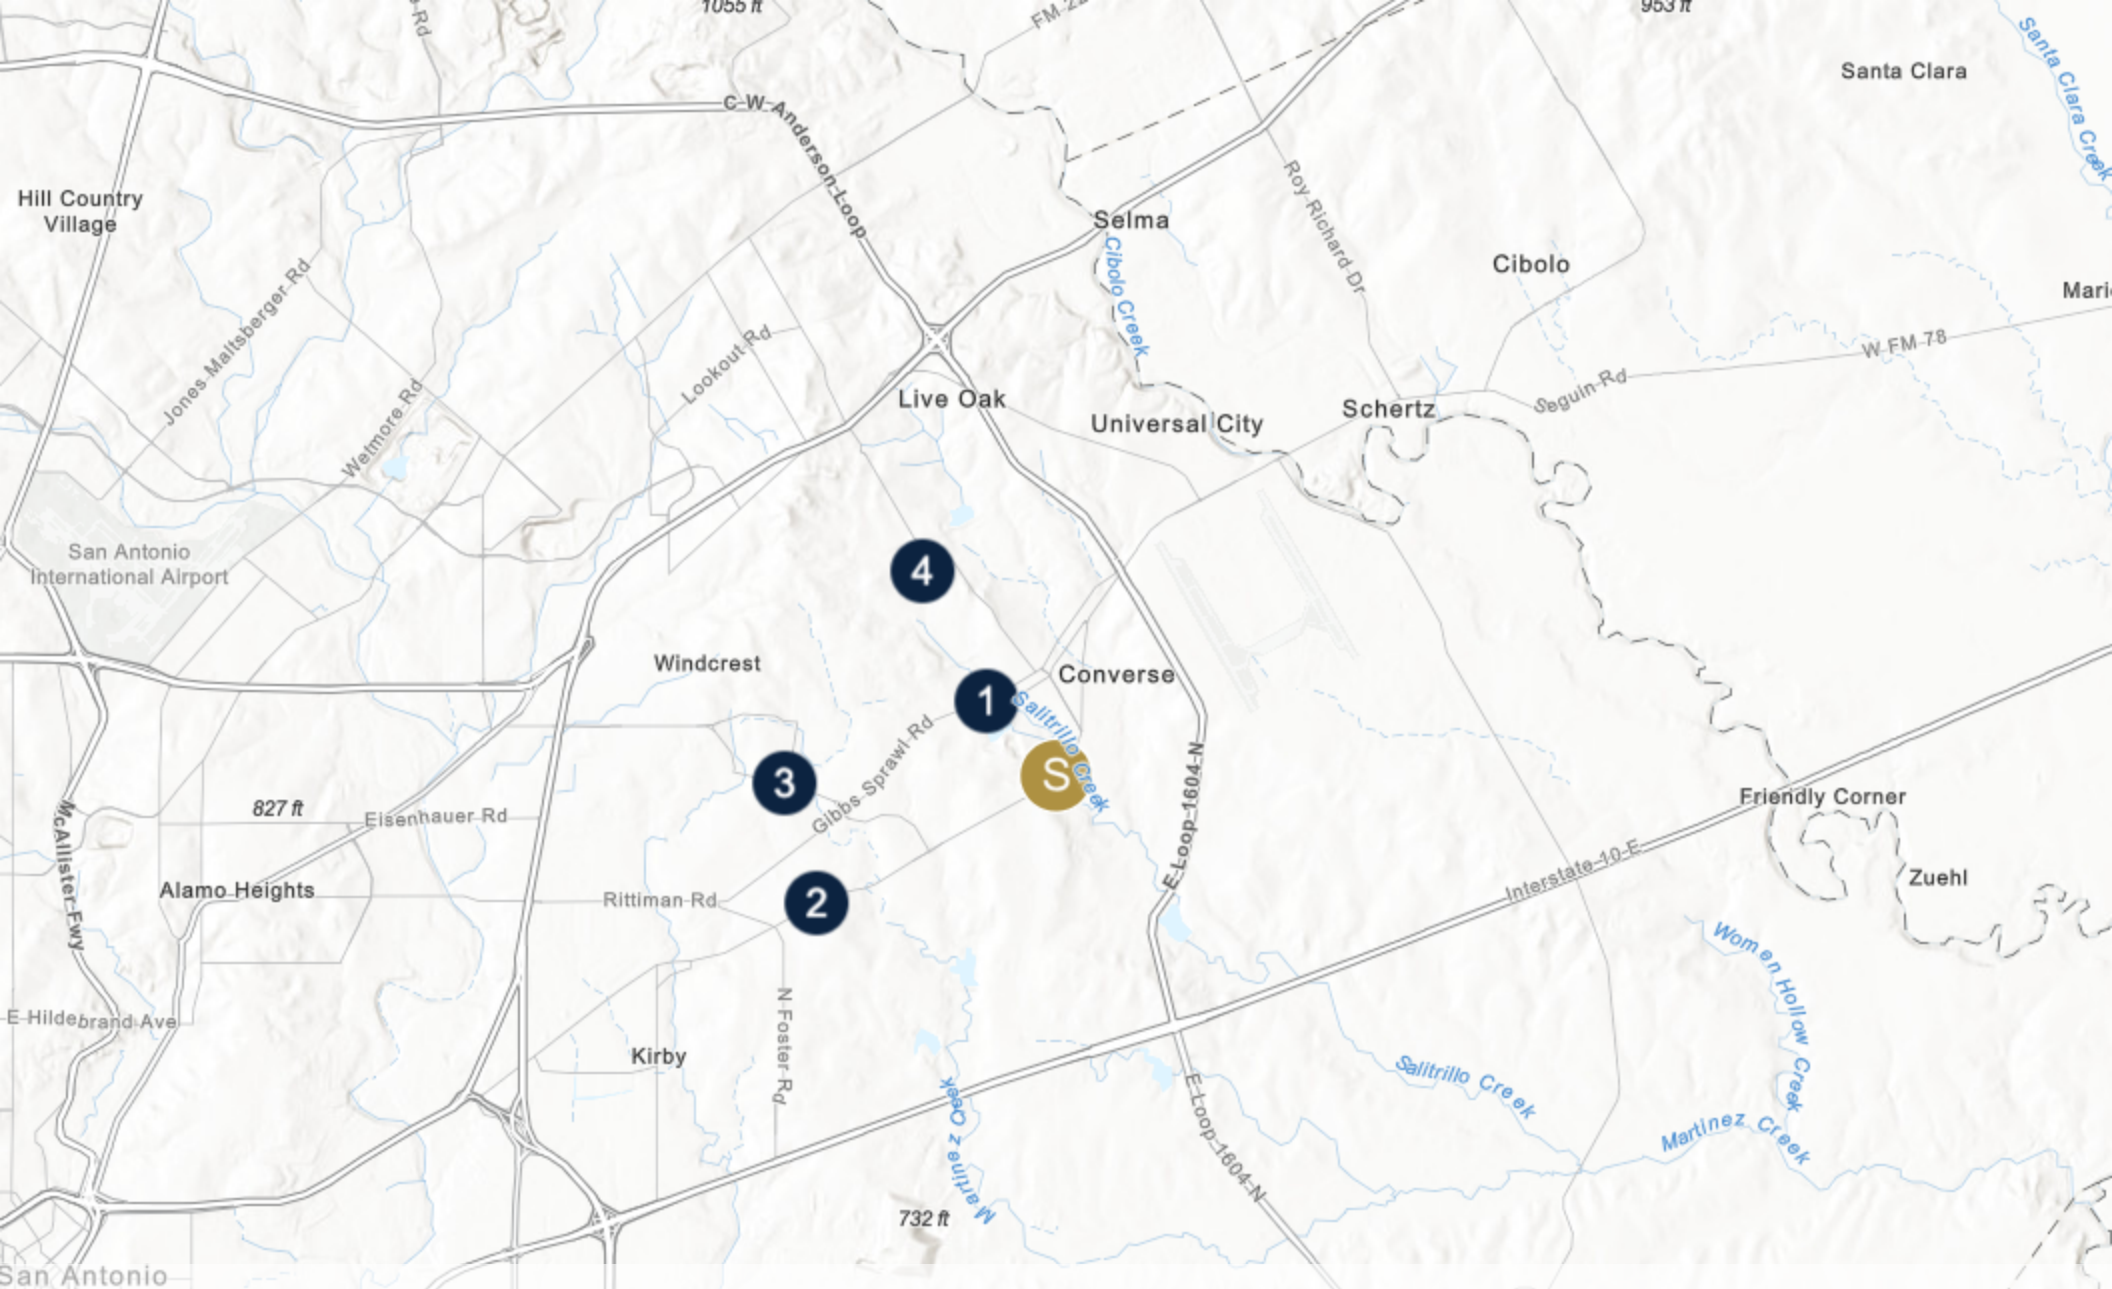 1055 ft
FM 22
953 ft
Santa Clara
Santa Clara Creek
Rd
C W Anderson Loop
Hill Country
Village
Selma
Roy Richard Dr
Cibolo
Cibolo Creek
Jones Maltsberger Rd
Lookout Rd
W FM 78
Wetmore Rd
Live Oak
Universal City
Schertz
Seguin Rd
San Antonio
International Airport
4
Windcrest
Converse
1
Salitrillo Creek
3
S
Gibbs Sprawl Rd
E Loop 1604 N
827 ft
Eisenhauer Rd
Friendly Corner
McAllister Fwy
Interstate 10 E
Zuehl
Alamo Heights
Rittiman Rd
2
Women Hollow Creek
E Hildebrand Ave
N Foster Rd
Kirby
Martinez Creek
E Loop 1604 N
Salitrillo Creek
Martinez Creek
732 ft
San Antonio